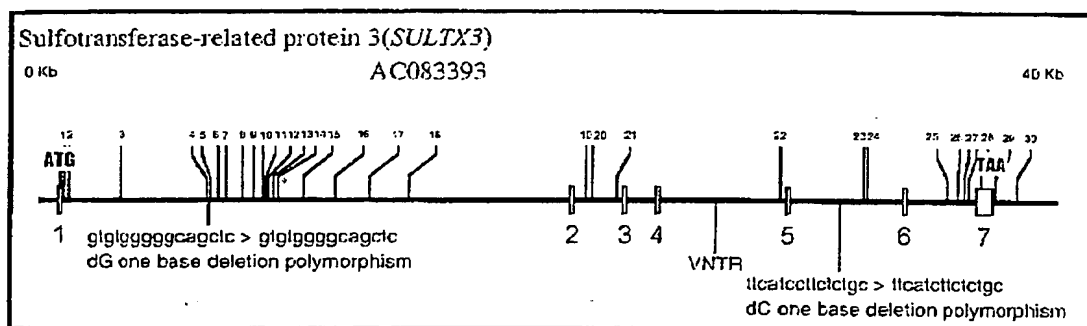 Sulfotransferase-related protein 3(SULTX3)
0 Kb AC083393 40 Kb
1 2 3 4 5 6 7 8 9 10 11 12 13 14 15 16 17 18 19 20 21 22 23 24 25 26 27 28 29 30
ATG TAA
1 2 3 4 5 6 7
gtgtgggggcagctc > gtgtggggcagctc
dG one base deletion polymorphism
VNTR
ttcatccttctctgc > ttcatcttctctgc
dC one base deletion polymorphism